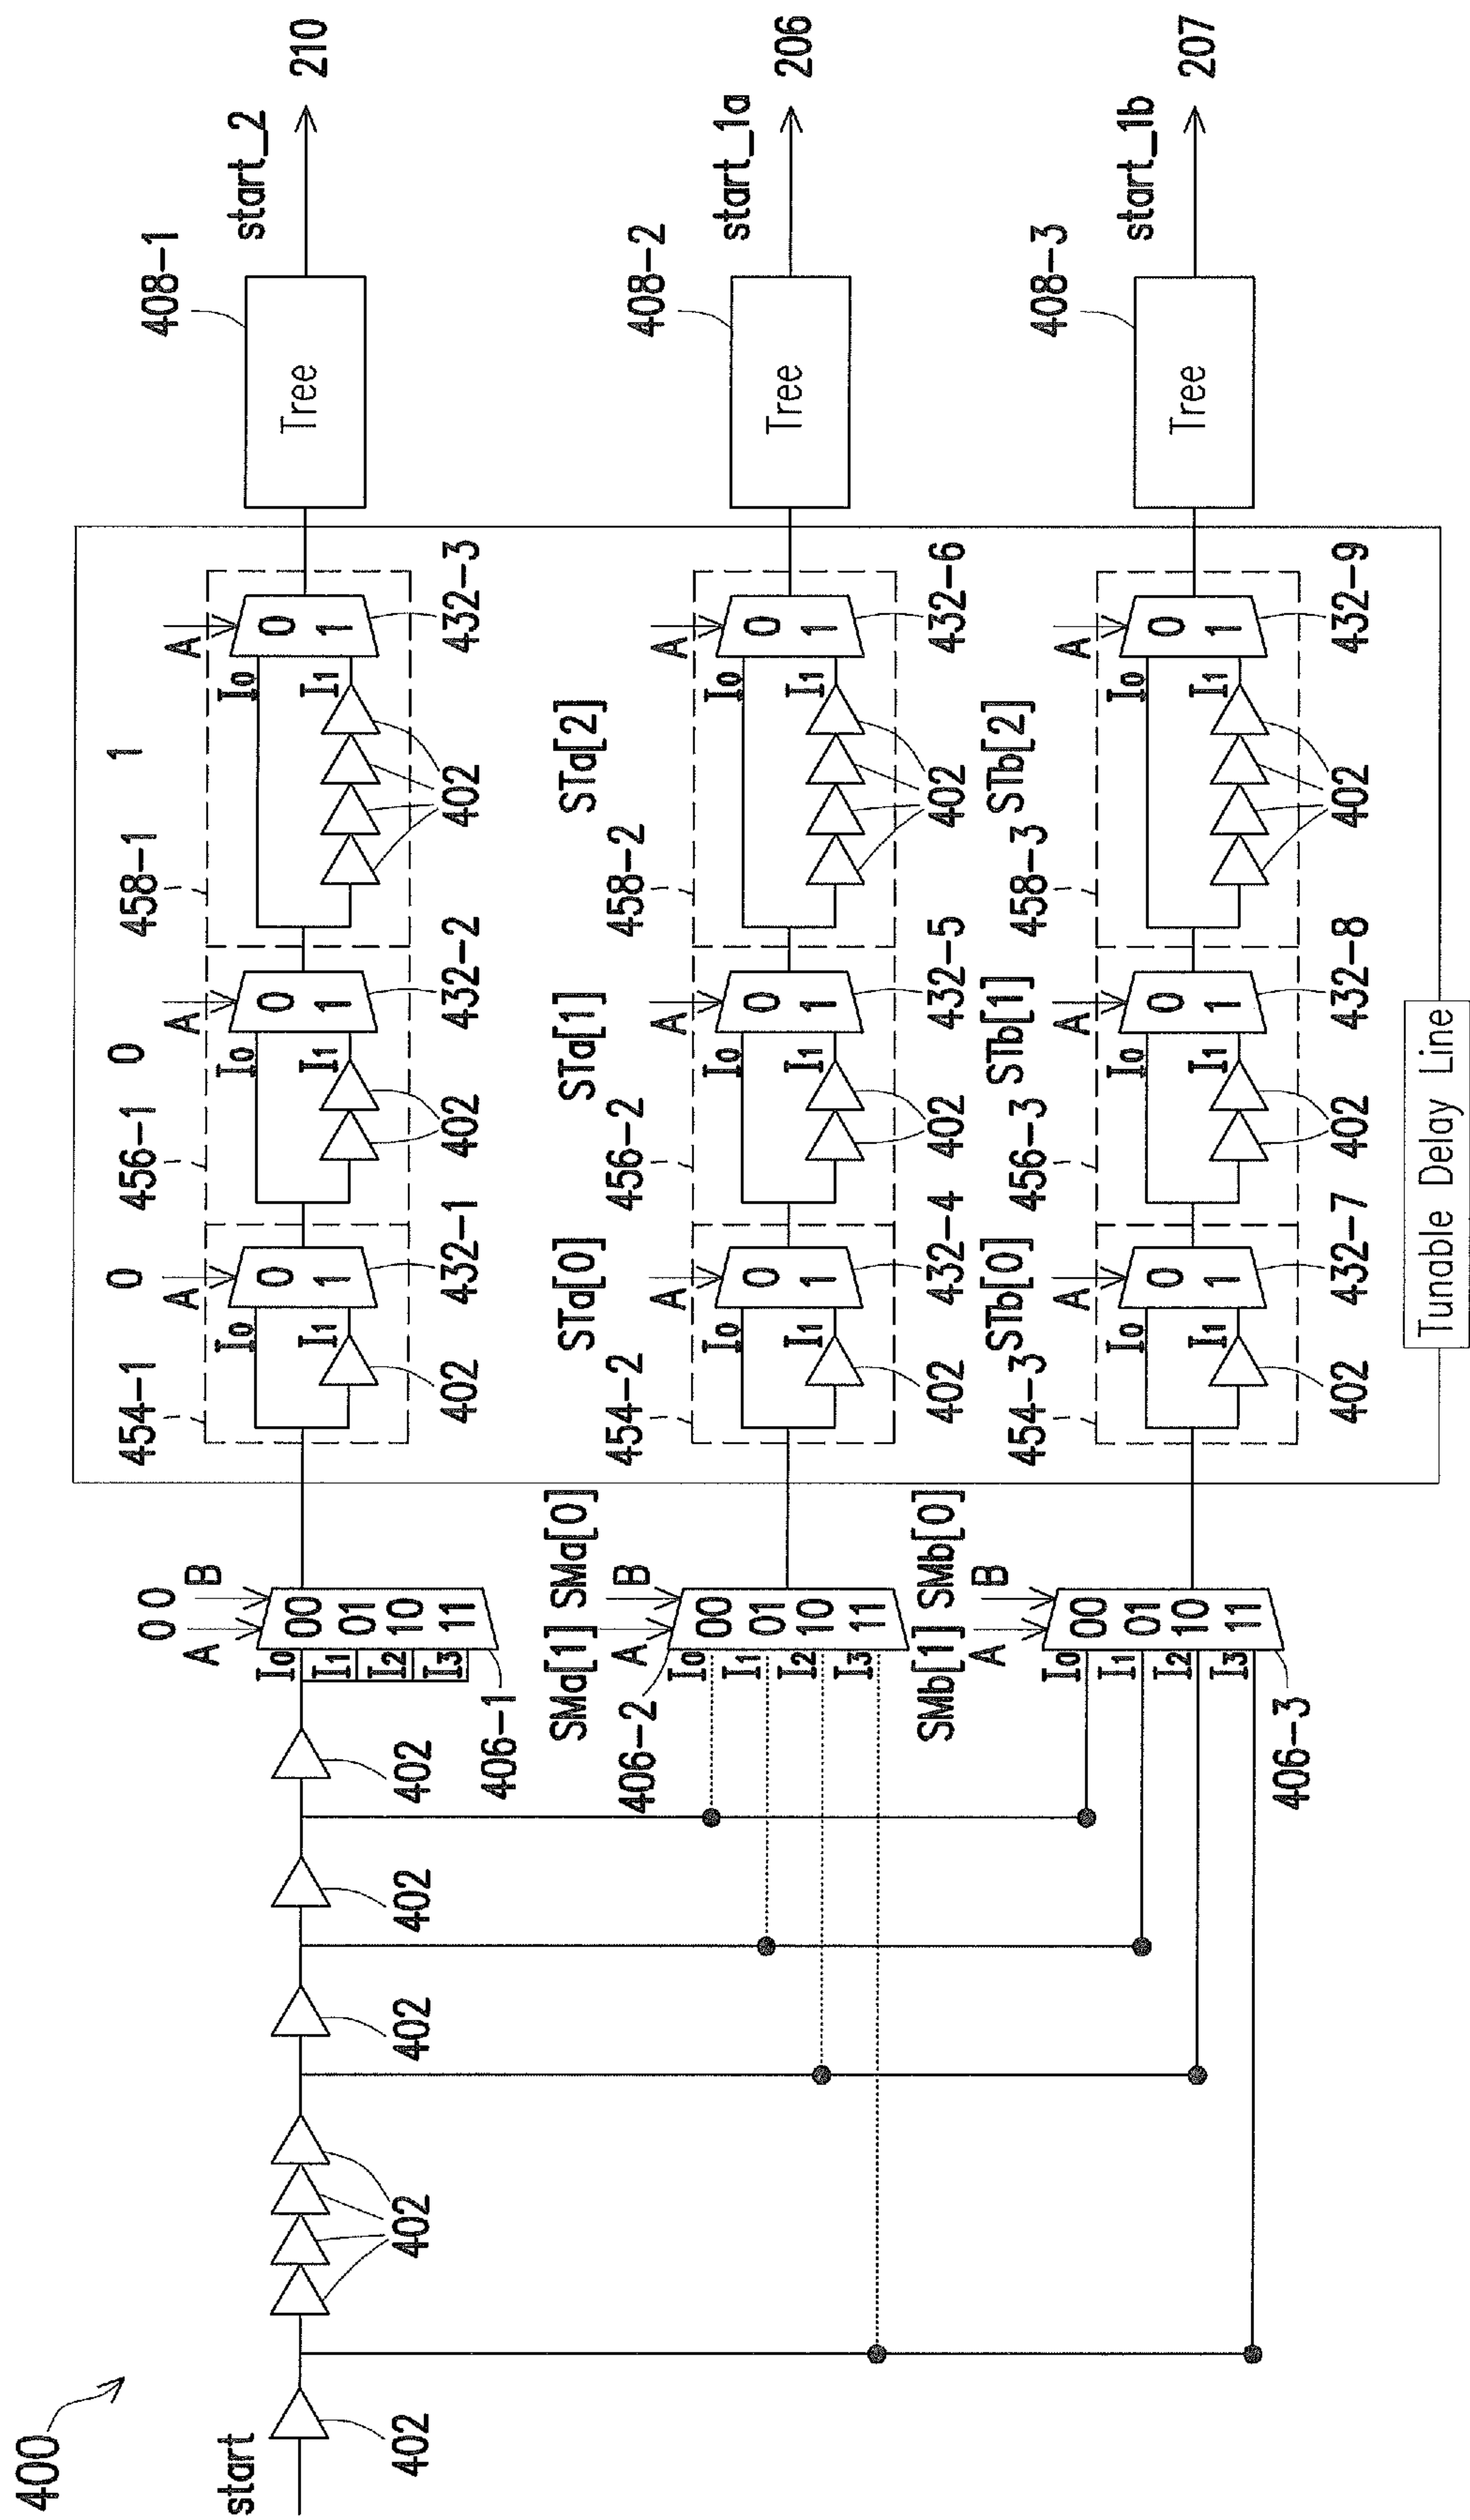 400
start
402
402
402
402
402
0 0
A
B
I0
I1
I2
I3
00
01
10
11
406-1
SMa[1]
SMa[0]
A
B
406-2
I0
I1
I2
I3
00
01
10
11
SMb[1]
SMb[0]
A
B
I0
I1
I2
I3
00
01
10
11
406-3
454-1
0
A
I0
I1
0
1
402
432-1
456-1
0
A
I0
I1
0
1
402
432-2
458-1
1
A
I0
I1
0
1
402
432-3
Tree
408-1
start_2
210
454-2
STa[0]
A
I0
I1
0
1
402
432-4
456-2
STa[1]
A
I0
I1
0
1
402
432-5
458-2
STa[2]
A
I0
I1
0
1
402
432-6
Tree
408-2
start_1a
206
454-3
STb[0]
A
I0
I1
0
1
402
432-7
456-3
STb[1]
A
I0
I1
0
1
402
432-8
458-3
STb[2]
A
I0
I1
0
1
402
432-9
Tree
408-3
start_1b
207
Tunable Delay Line